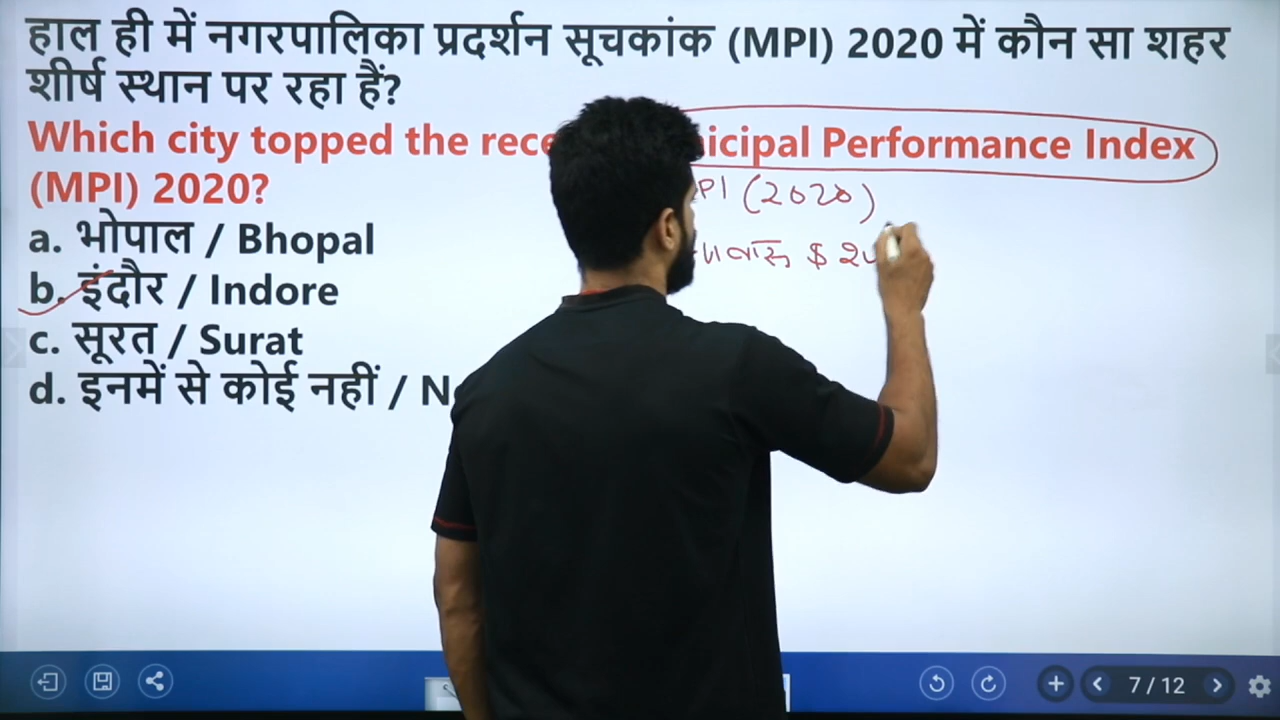 हाल ही में नगरपालिका प्रदर्शन सूचकांक (MPI) 2020 में कौन सा शहर
शीर्ष स्थान पर रहा हैं?
Which city topped the rece icipal Performance Index
(MPI) 2020?
PI (2020)
a. भोपाल / Bhopal
b. इंदौर / Indore
c. सूरत / Surat
d. इनमें से कोई नहीं / N
7 / 12